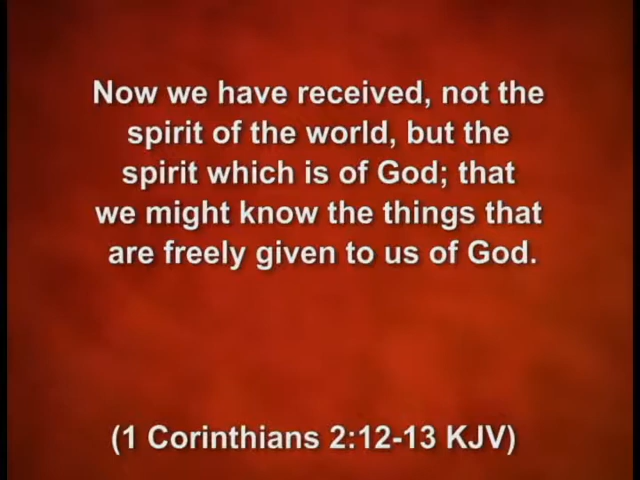 Now we have received, not the
spirit of the world, but the
spirit which is of God; that
we might know the things that
are freely given to us of God.
(1 Corinthians 2:12-13 KJV)